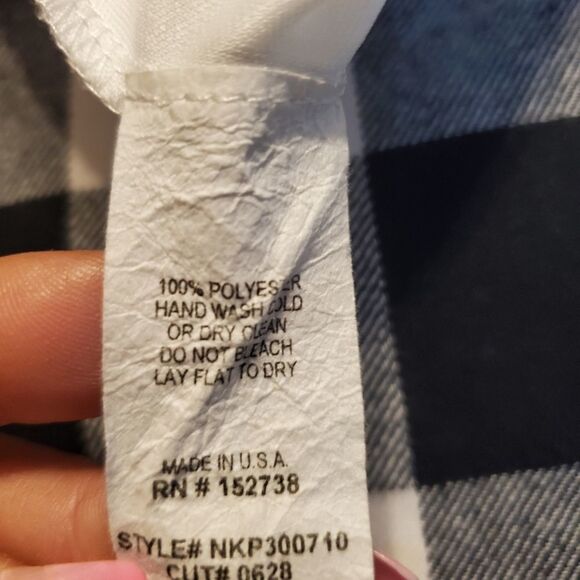 100% POLYESER
HAND WASH COLD
OR DRY CLEAN
DO NOT BLEACH
LAY FLAT TO DRY
MADE IN U.S.A.
RN # 152738
STYLE# NKP300710
CUT# 0628